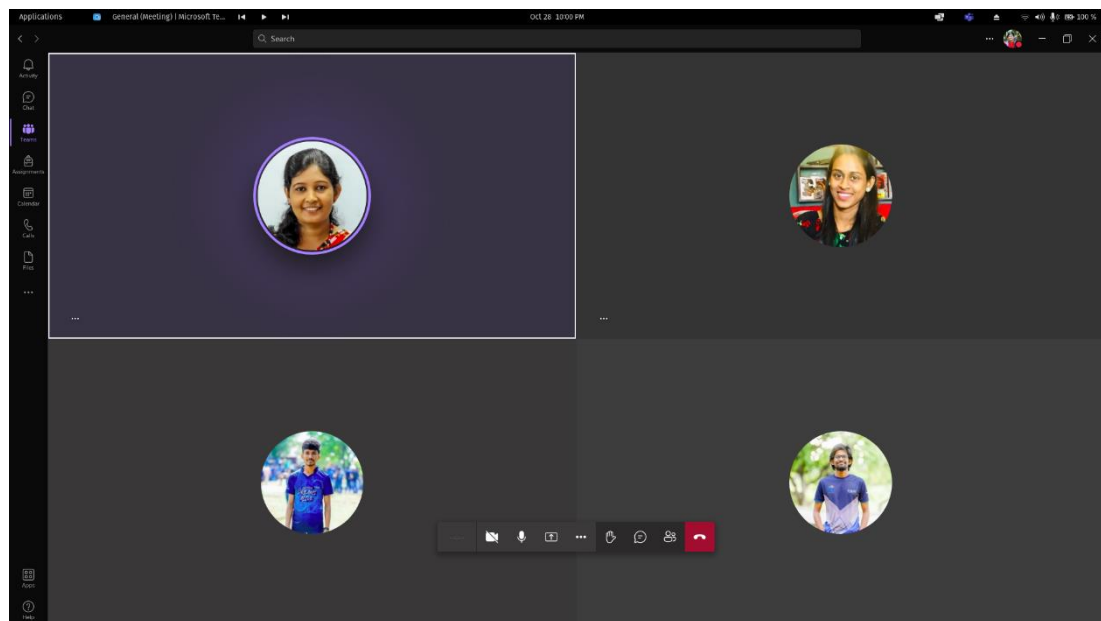 Applications General (Meeting) | Microsoft Te... Oct 28 10:00 PM 100 %
Search
Activity
Chat
Teams
Assignments
Calendar
Calls
Files
Apps
Help